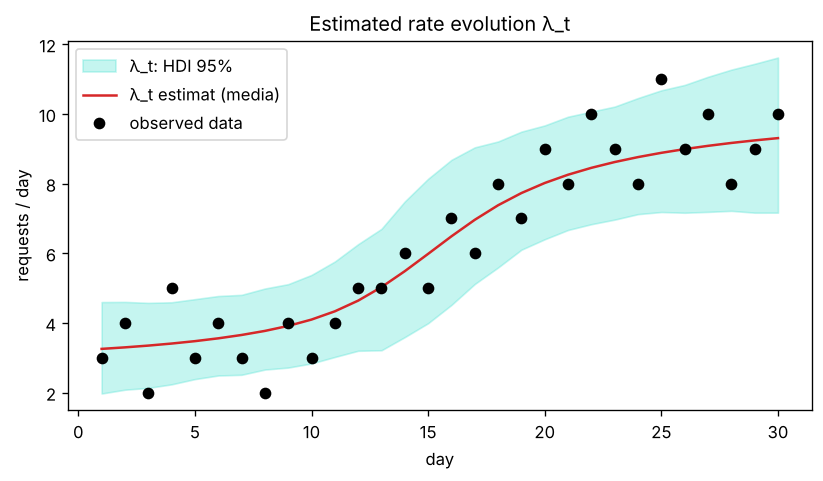 Estimated rate evolution λ_t
λ_t: HDI 95%
λ_t estimat (media)
observed data
requests / day
12
10
8
6
4
2
0 5 10 15 20 25 30
day